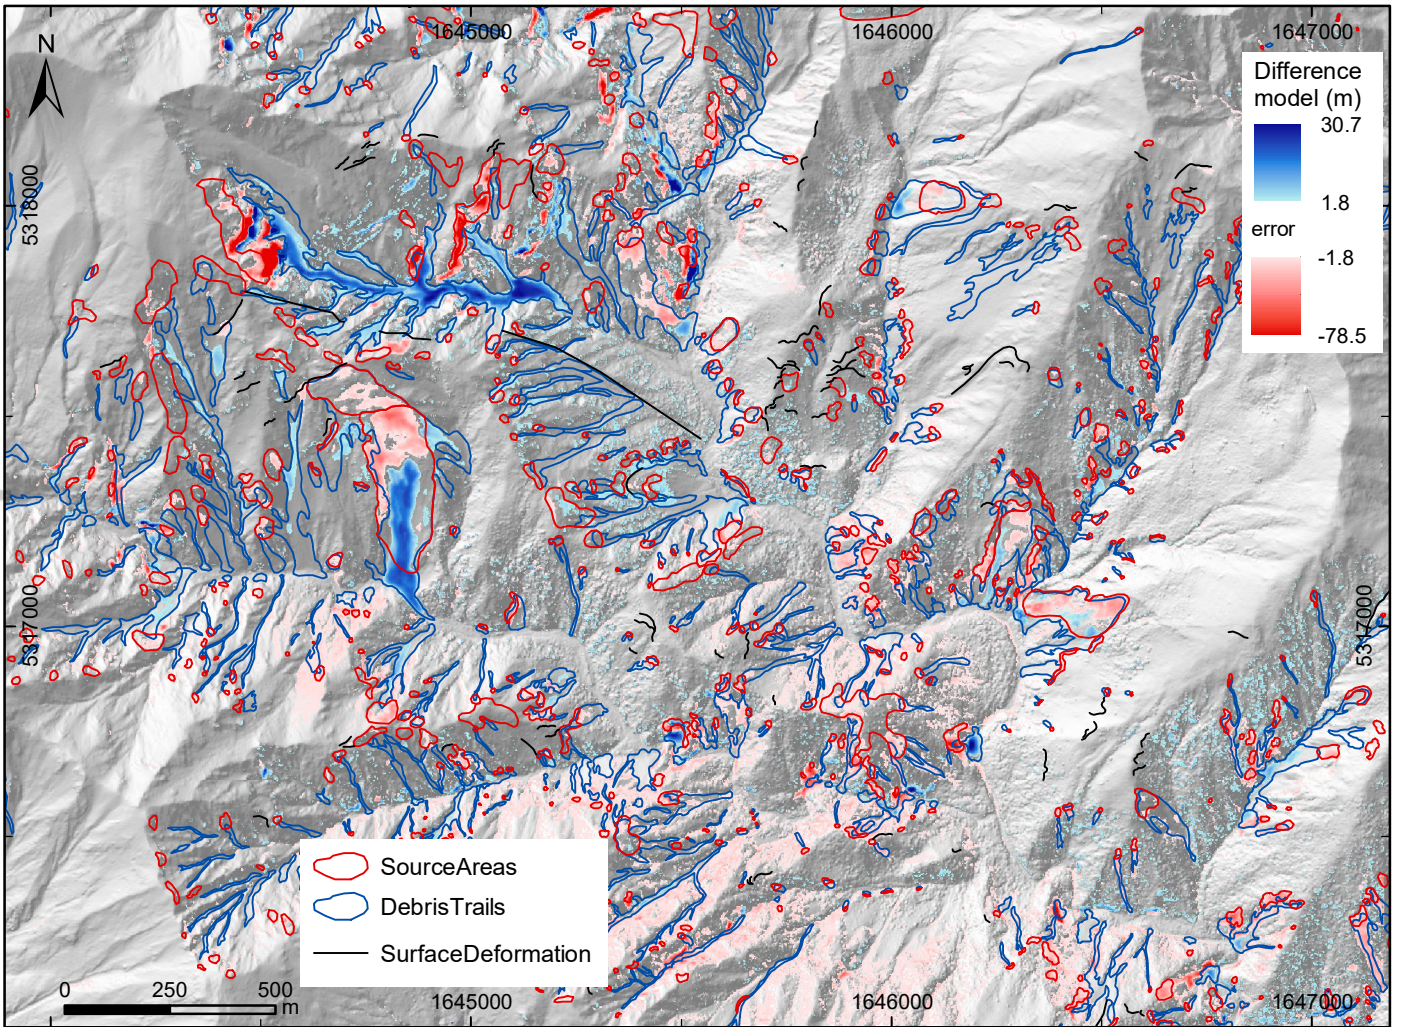 1645000
1646000
1647000
N
Difference
model (m)
30.7
1.8
error
-1.8
-78.5
5318000
5317000
5317000
SourceAreas
DebrisTrails
SurfaceDeformation
0 250 500
m
1645000
1646000
1647000